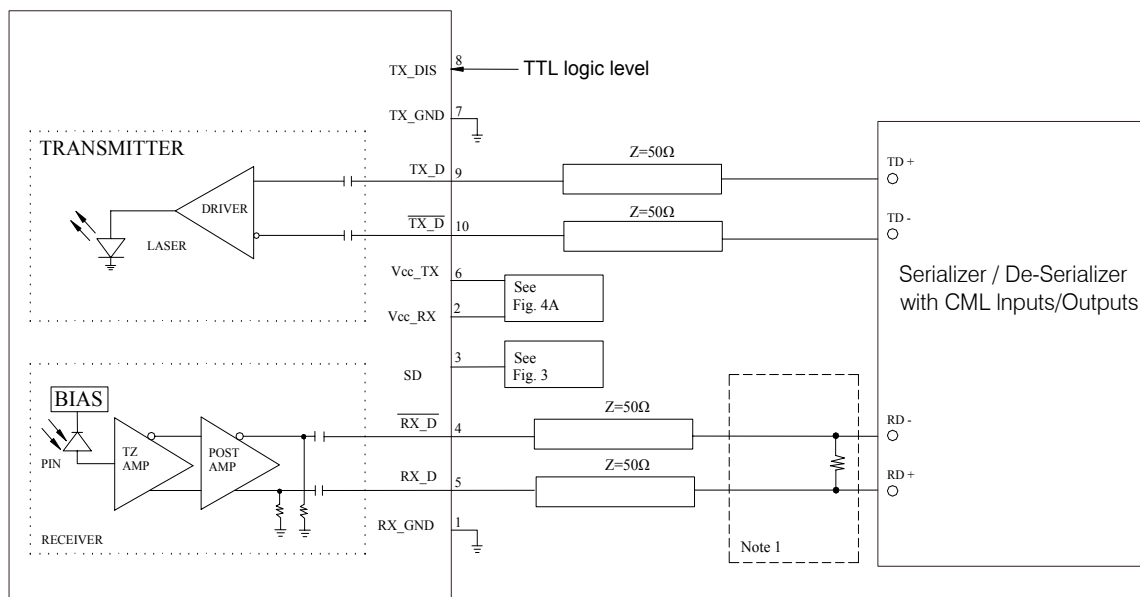 TX_DIS
8
TTL logic level
TX_GND
7
TRANSMITTER
DRIVER
LASER
TX_D
9
Z=50Ω
TD +
TX_D
10
Z=50Ω
TD -
Vcc_TX
6
See
Fig. 4A
Vcc_RX
2
Serializer / De-Serializer
with CML Inputs/Outputs
SD
3
See
Fig. 3
BIAS
PIN
TZ
AMP
POST
AMP
RX_D
4
Z=50Ω
RD -
RX_D
5
Z=50Ω
RD +
RX_GND
1
RECEIVER
Note 1